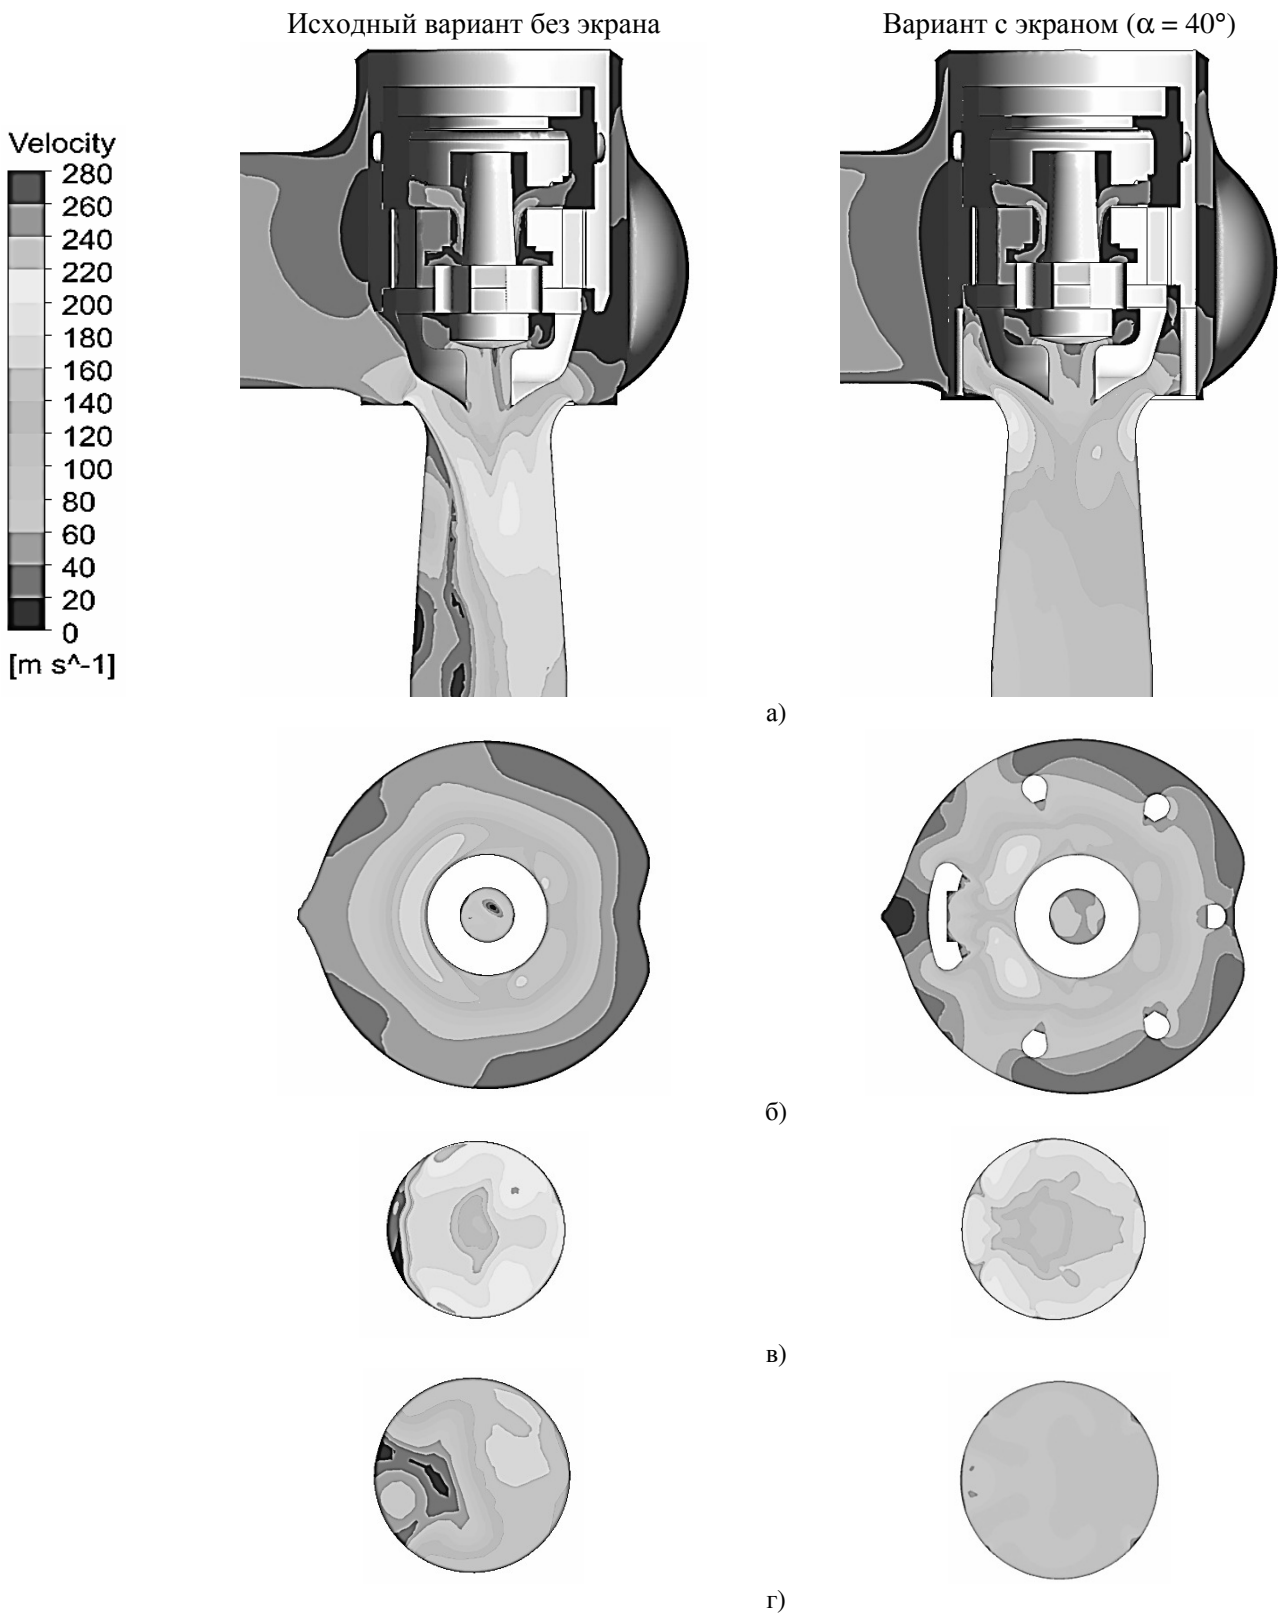 Исходный вариант без экрана
Вариант с экраном (α = 40°)
Velocity
280
260
240
220
200
180
160
140
120
100
80
60
40
20
0
[m s^-1]
а)
б)
в)
г)